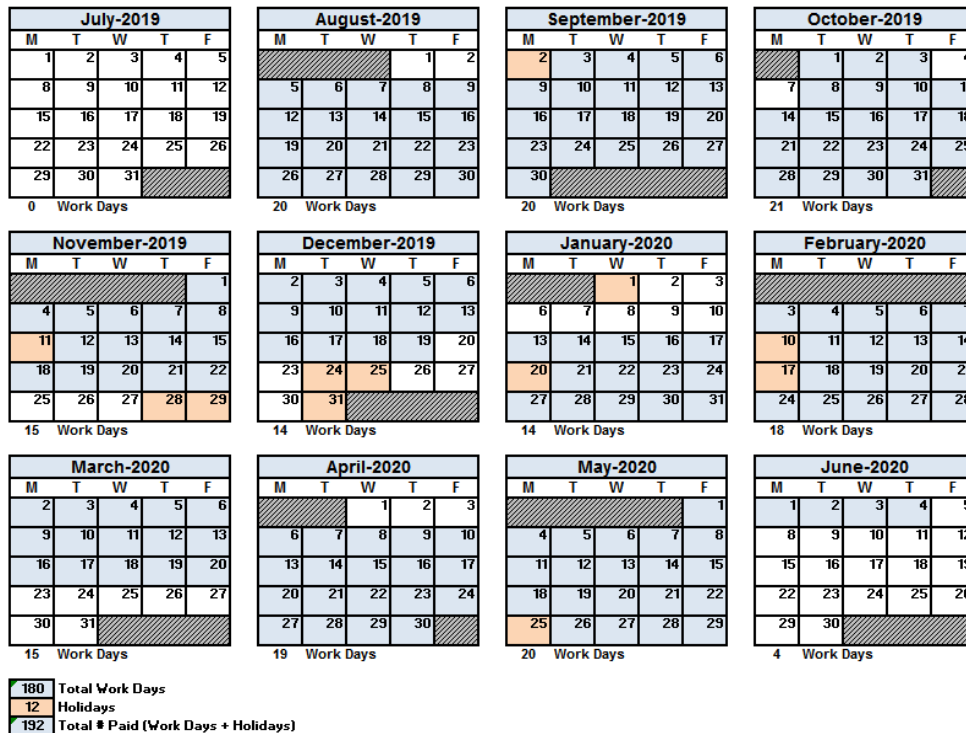 July-2019
M T W T F
1 2 3 4 5
8 9 10 11 12
15 16 17 18 19
22 23 24 25 26
29 30 31
0 Work Days
August-2019
M T W T F
1 2
5 6 7 8 9
12 13 14 15 16
19 20 21 22 23
26 27 28 29 30
20 Work Days
September-2019
M T W T F
2 3 4 5 6
9 10 11 12 13
16 17 18 19 20
23 24 25 26 27
30
20 Work Days
October-2019
M T W T F
1 2 3 4
7 8 9 10
14 15 16 17 18
21 22 23 24 25
28 29 30 31
21 Work Days
November-2019
M T W T F
1
4 5 6 7 8
11 12 13 14 15
18 19 20 21 22
25 26 27 28 29
15 Work Days
December-2019
M T W T F
2 3 4 5 6
9 10 11 12 13
16 17 18 19 20
23 24 25 26 27
30 31
14 Work Days
January-2020
M T W T F
1 2 3
6 7 8 9 10
13 14 15 16 17
20 21 22 23 24
27 28 29 30 31
14 Work Days
February-2020
M T W T F
3 4 5 6
10 11 12 13 14
17 18 19 20
24 25 26 27 28
18 Work Days
March-2020
M T W T F
2 3 4 5 6
9 10 11 12 13
16 17 18 19 20
23 24 25 26 27
30 31
15 Work Days
April-2020
M T W T F
1 2 3
6 7 8 9 10
13 14 15 16 17
20 21 22 23 24
27 28 29 30
19 Work Days
May-2020
M T W T F
1
4 5 6 7 8
11 12 13 14 15
18 19 20 21 22
25 26 27 28 29
20 Work Days
June-2020
M T W T F
1 2 3 4 5
8 9 10 11 12
15 16 17 18 19
22 23 24 25 26
29 30
4 Work Days
180 Total Work Days
12 Holidays
192 Total # Paid (Work Days + Holidays)